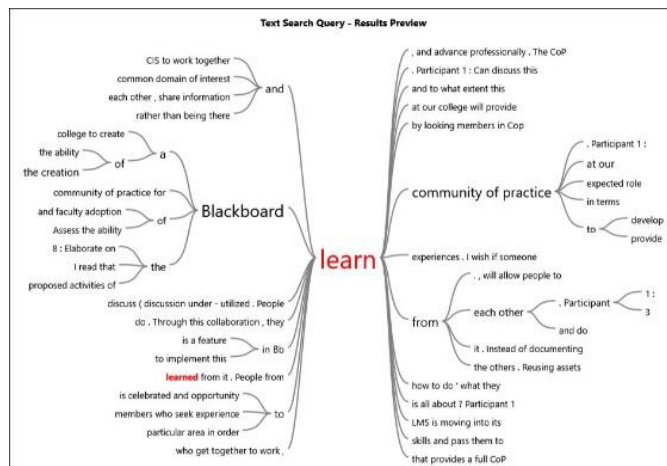 Text Search Query - Results Preview
CIS to work together
common domain of interest
each other , share information
rather than being there
and
college to create
the ability
the creation
of
a
community of practice for
and faculty adoption
Assess the ability
of
8 : Elaborate on
I read that
proposed activities of
the
Blackboard
discuss ( discussion under - utilized . People
do . Through this collaboration , they
is a feature
to implement this
in Bb
learned from it . People from
is celebrated and opportunity
members who seek experience
particular area in order
to
who get together to work ,
learn
, and advance professionally . The CoP
. Participant 1 : Can discuss this
and to what extent this
at our college will provide
by looking members in Cop
community of practice
. Participant 1 :
at our
expected role
in terms
to
develop
provide
experiences . I wish if someone
from
. , will allow people to
each other
. Participant
1 :
3
and do
it . Instead of documenting
the others . Reusing assets
how to do ' what they
is all about ? Participant 1
LMS is moving into its
skills and pass them to
that provides a full CoP